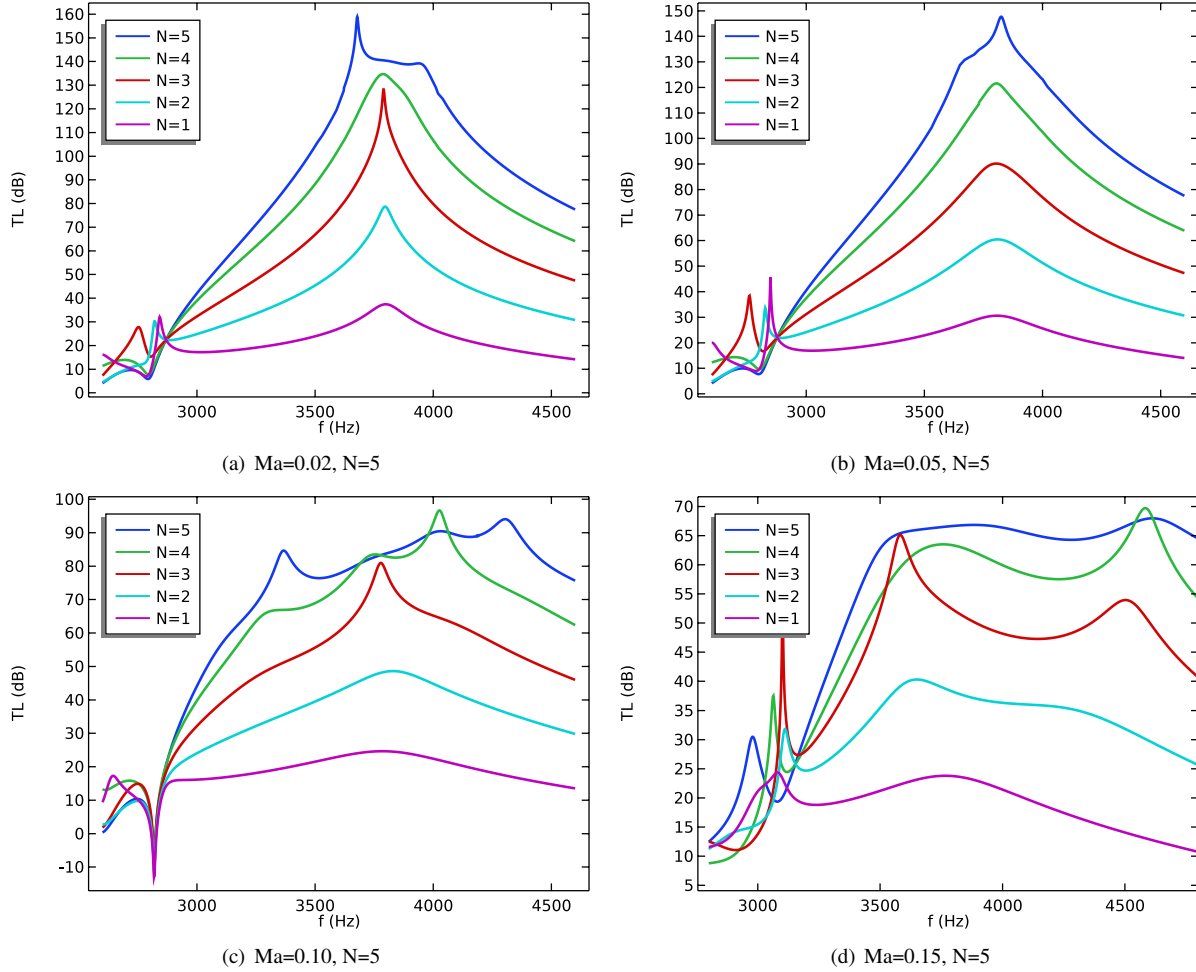 160
150
140
130
120
110
100
90
80
70
60
50
40
30
20
10
0
TL (dB)
N=5
N=4
N=3
N=2
N=1
3000
3500
4000
4500
f (Hz)
(a) Ma=0.02, N=5
150
140
130
120
110
100
90
80
70
60
50
40
30
20
10
0
TL (dB)
N=5
N=4
N=3
N=2
N=1
3000
3500
4000
4500
f (Hz)
(b) Ma=0.05, N=5
100
90
80
70
60
50
40
30
20
10
0
-10
TL (dB)
N=5
N=4
N=3
N=2
N=1
3000
3500
4000
4500
f (Hz)
(c) Ma=0.10, N=5
70
65
60
55
50
45
40
35
30
25
20
15
10
5
TL (dB)
N=5
N=4
N=3
N=2
N=1
3000
3500
4000
4500
f (Hz)
(d) Ma=0.15, N=5